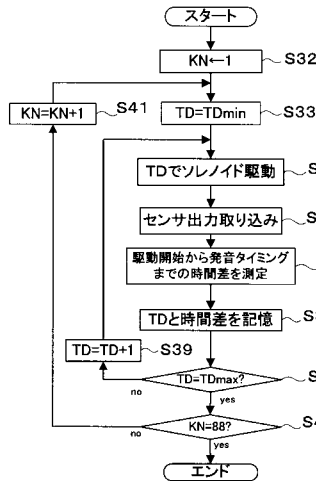 スタート
KN←1
S32
KN=KN+1
S41
TD=TDmin
S33
TDでソレノイド駆動
S
センサ出力取り込み
S
駆動開始から発音タイミング
までの時間差を測定
TDと時間差を記憶
S
TD=TD+1
S39
TD=TDmax?
S
no
yes
KN=88?
S4
no
yes
エンド